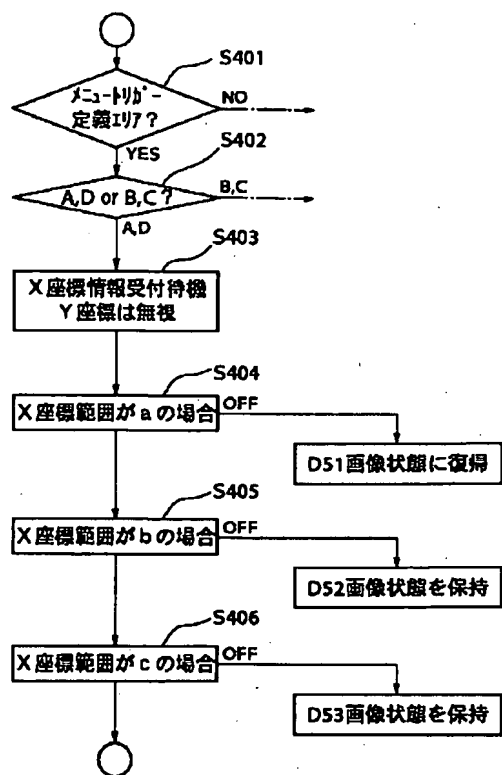 S401
ﾒﾆｭｰﾄﾘｶﾞｰ
定義ｴﾘｱ？
NO
YES
S402
A,D or B,C？
B,C
A,D
S403
X座標情報受付待機
Y座標は無視
S404
X座標範囲がaの場合
OFF
D51画像状態に復帰
S405
X座標範囲がbの場合
OFF
D52画像状態を保持
S406
X座標範囲がcの場合
OFF
D53画像状態を保持